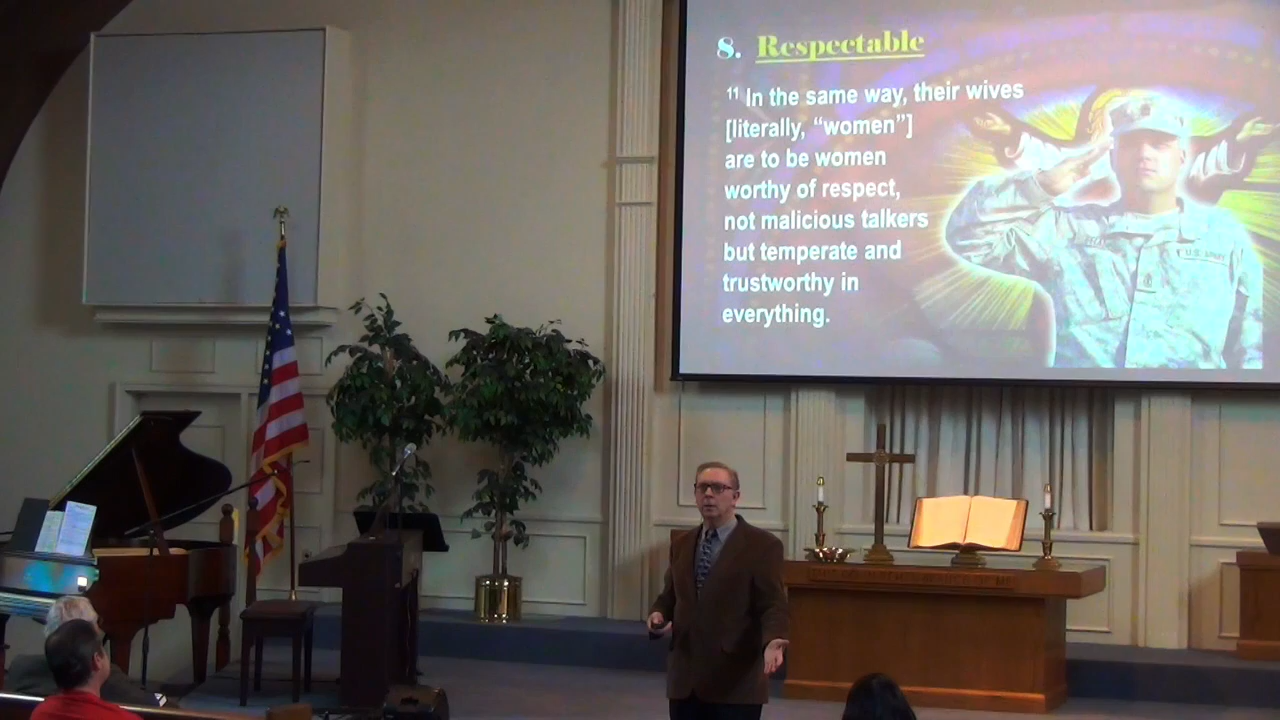 8. Respectable
11 In the same way, their wives
[literally, “women”]
are to be women
worthy of respect,
not malicious talkers
but temperate and
trustworthy in
everything.
U.S. ARMY